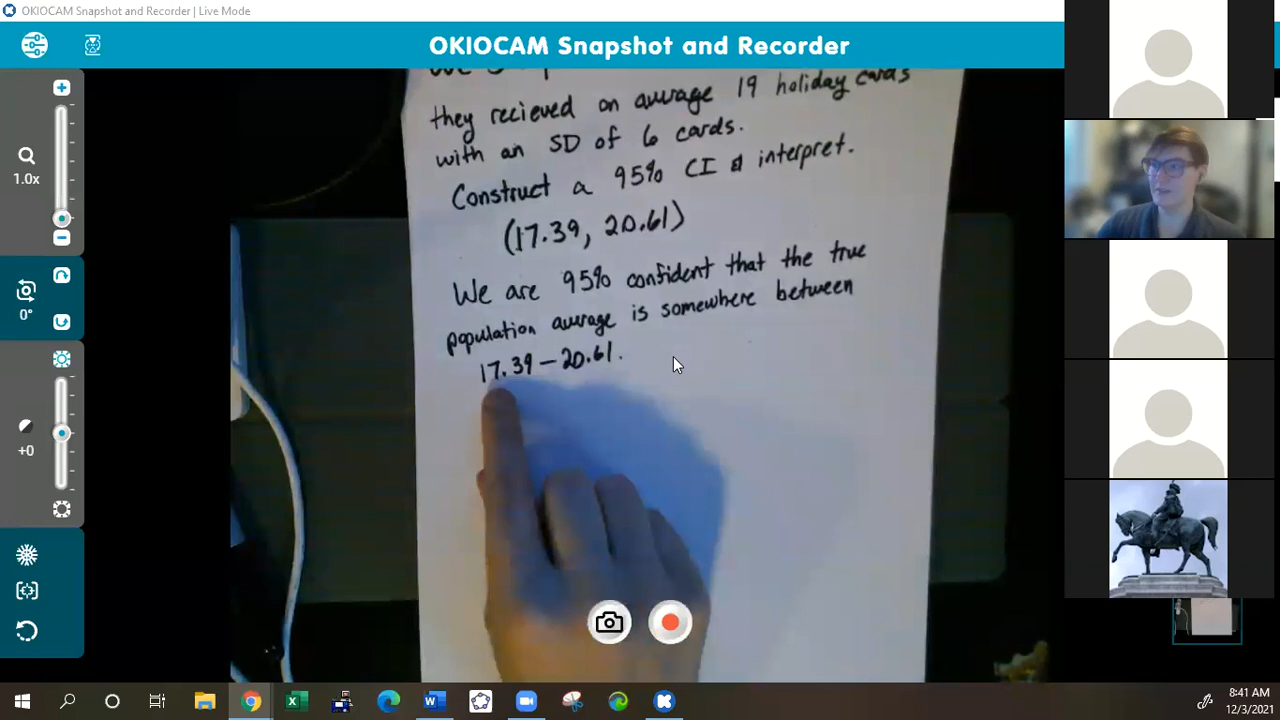 OKIOCAM Snapshot and Recorder | Live Mode
OKIOCAM Snapshot and Recorder
1.0x
0°
+0
they recieved on average 19 holiday cards
with an SD of 6 cards.
Construct a 95% CI & interpret.
(17.39, 20.61)
We are 95% confident that the true
population average is somewhere between
17.39 – 20.61.
8:41 AM
12/3/2021